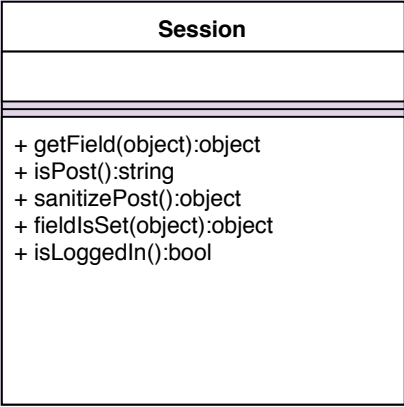 Session
+ getField(object):object
+ isPost():string
+ sanitizePost():object
+ fieldIsSet(object):object
+ isLoggedIn():bool